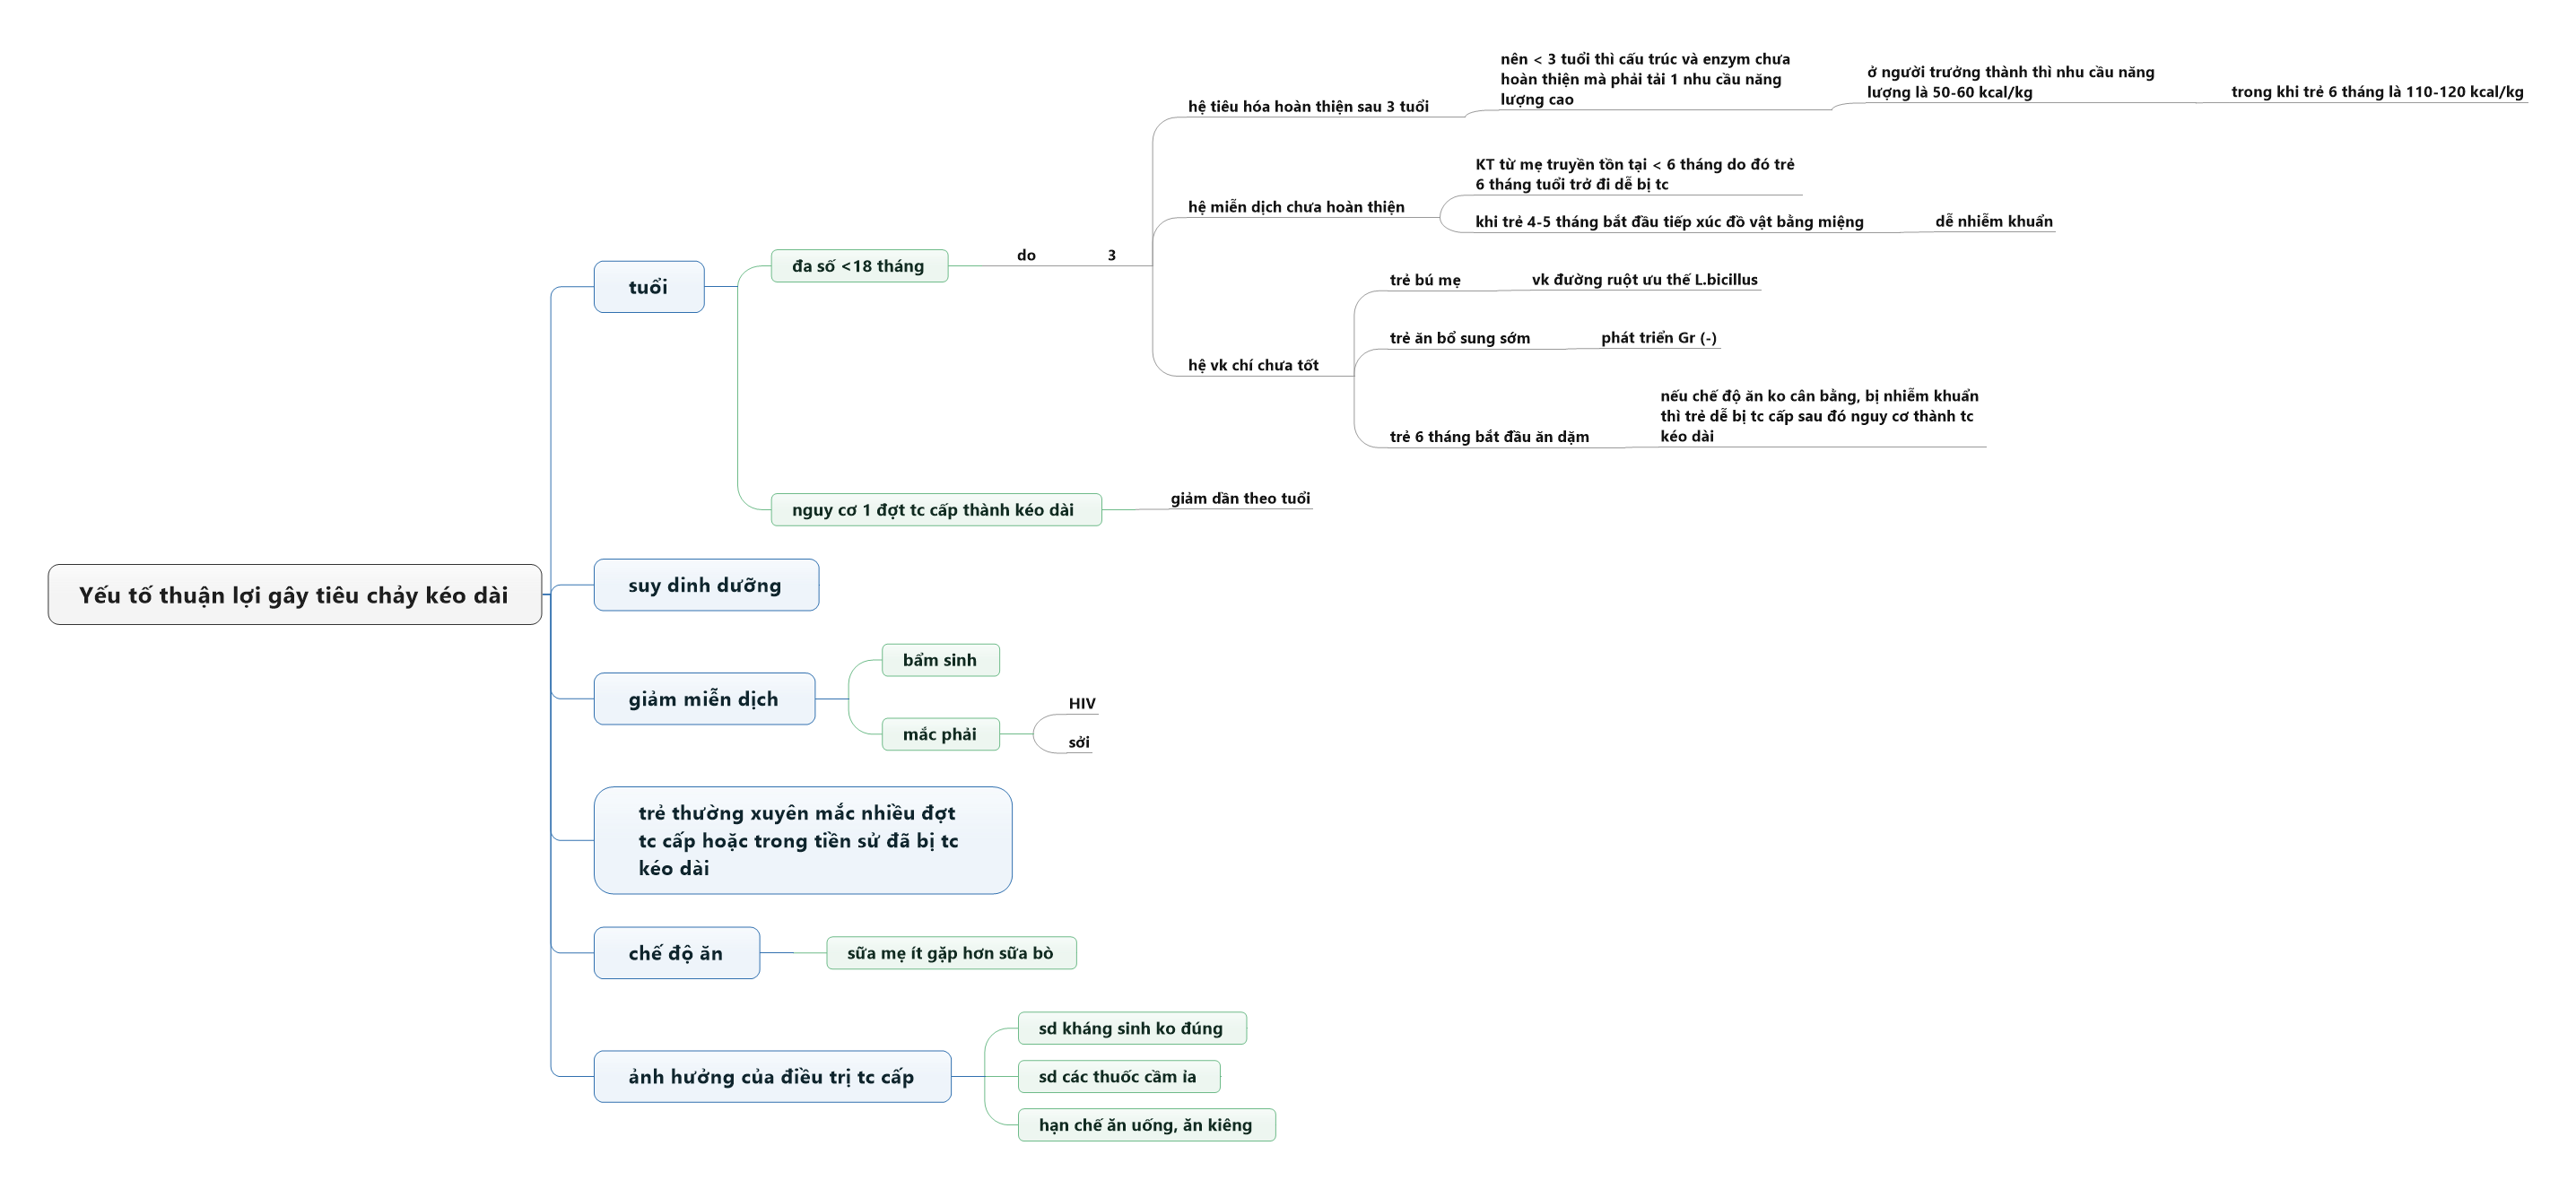 Yếu tố thuận lợi gây tiêu chảy kéo dài
tuổi
đa số <18 tháng
do
3
hệ tiêu hóa hoàn thiện sau 3 tuổi
nên < 3 tuổi thì cấu trúc và enzym chưa
hoàn thiện mà phải tải 1 nhu cầu năng
lượng cao
ở người trưởng thành thì nhu cầu năng
lượng là 50-60 kcal/kg
trong khi trẻ 6 tháng là 110-120 kcal/kg
hệ miễn dịch chưa hoàn thiện
KT từ mẹ truyền tồn tại < 6 tháng do đó trẻ
6 tháng tuổi trở đi dễ bị tc
khi trẻ 4-5 tháng bắt đầu tiếp xúc đồ vật bằng miệng
dễ nhiễm khuẩn
hệ vk chí chưa tốt
trẻ bú mẹ
vk đường ruột ưu thế L.bicillus
trẻ ăn bổ sung sớm
phát triển Gr (-)
trẻ 6 tháng bắt đầu ăn dặm
nếu chế độ ăn ko cân bằng, bị nhiễm khuẩn
thì trẻ dễ bị tc cấp sau đó nguy cơ thành tc
kéo dài
nguy cơ 1 đợt tc cấp thành kéo dài
giảm dần theo tuổi
suy dinh dưỡng
giảm miễn dịch
bẩm sinh
mắc phải
HIV
sởi
trẻ thường xuyên mắc nhiều đợt
tc cấp hoặc trong tiền sử đã bị tc
kéo dài
chế độ ăn
sữa mẹ ít gặp hơn sữa bò
ảnh hưởng của điều trị tc cấp
sd kháng sinh ko đúng
sd các thuốc cầm ỉa
hạn chế ăn uống, ăn kiêng